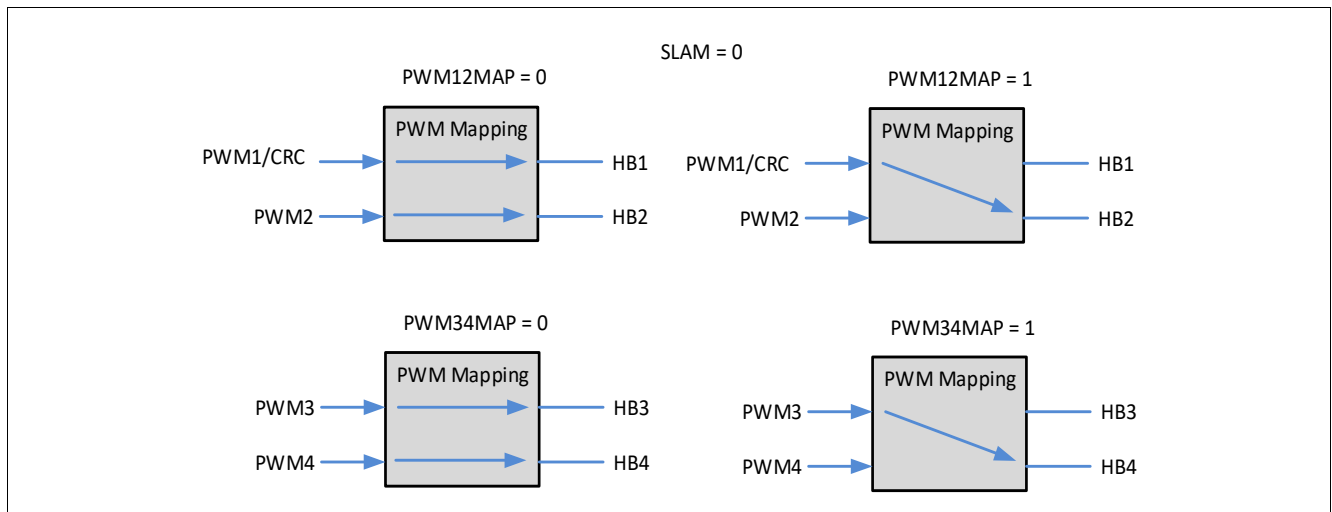 SLAM = 0
PWM12MAP = 0
PWM12MAP = 1
PWM Mapping
PWM1/CRC
HB1
PWM2
HB2
PWM Mapping
PWM1/CRC
HB1
PWM2
HB2
PWM34MAP = 0
PWM34MAP = 1
PWM Mapping
PWM3
HB3
PWM4
HB4
PWM Mapping
PWM3
HB3
PWM4
HB4